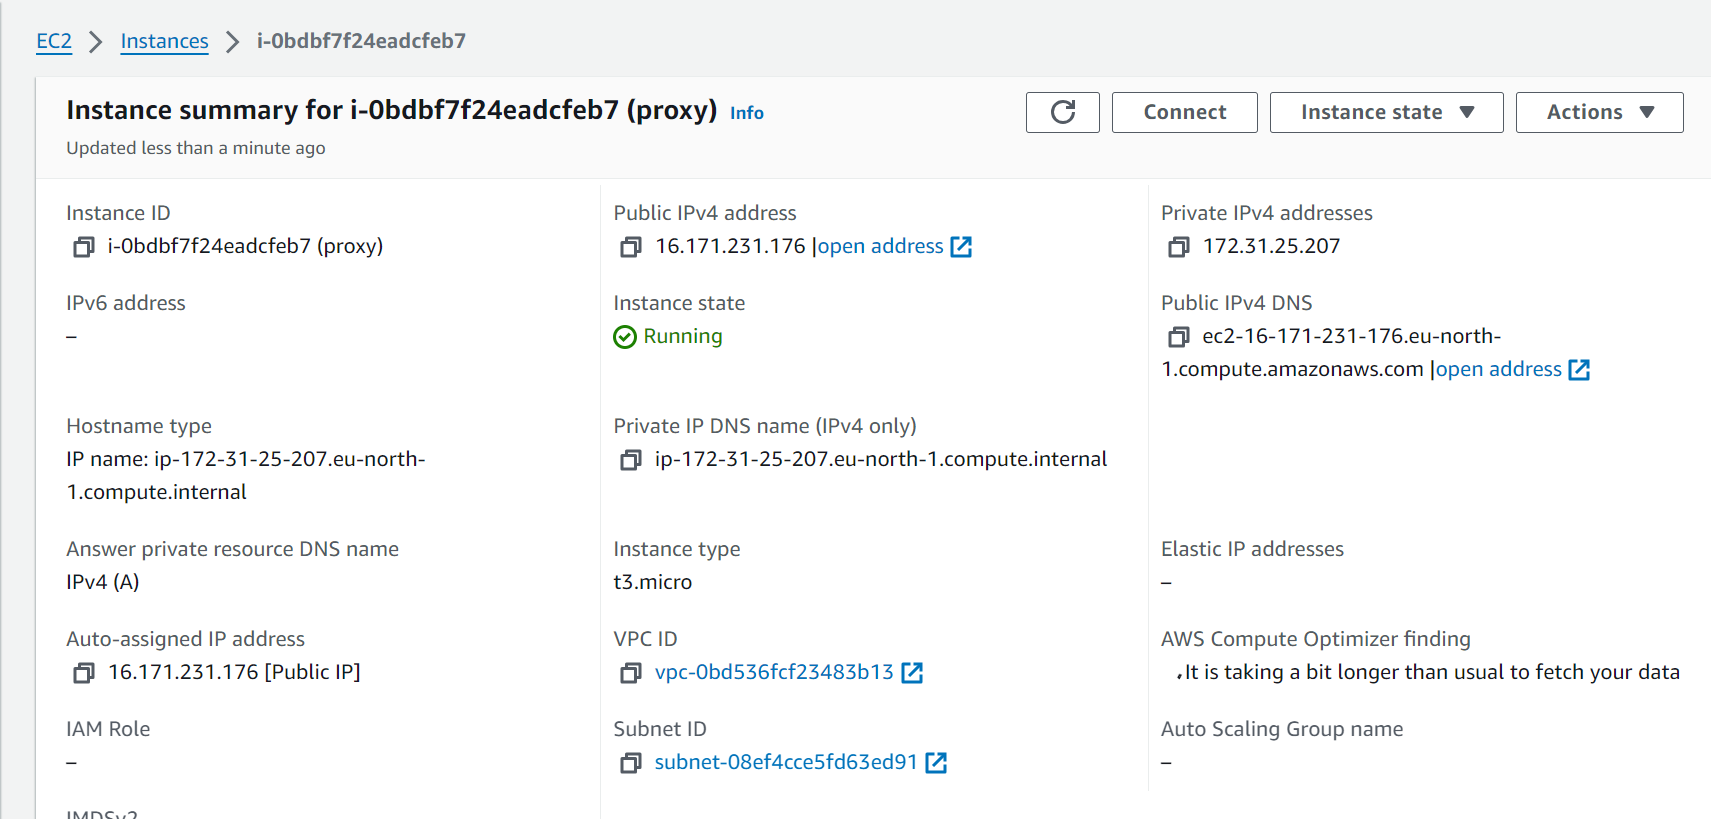 EC2 > Instances > i-0bdbf7f24eadcfeb7
Instance summary for i-0bdbf7f24eadcfeb7 (proxy) Info
Updated less than a minute ago
Connect
Instance state
Actions
Instance ID
i-0bdbf7f24eadcfeb7 (proxy)
Public IPv4 address
16.171.231.176 |open address
Private IPv4 addresses
172.31.25.207
IPv6 address
–
Instance state
Running
Public IPv4 DNS
ec2-16-171-231-176.eu-north-
1.compute.amazonaws.com |open address
Hostname type
IP name: ip-172-31-25-207.eu-north-
1.compute.internal
Private IP DNS name (IPv4 only)
ip-172-31-25-207.eu-north-1.compute.internal
Answer private resource DNS name
IPv4 (A)
Instance type
t3.micro
Elastic IP addresses
–
Auto-assigned IP address
16.171.231.176 [Public IP]
VPC ID
vpc-0bd536fcf23483b13
AWS Compute Optimizer finding
It is taking a bit longer than usual to fetch your data
IAM Role
–
Subnet ID
subnet-08ef4cce5fd63ed91
Auto Scaling Group name
–
IMDSv2